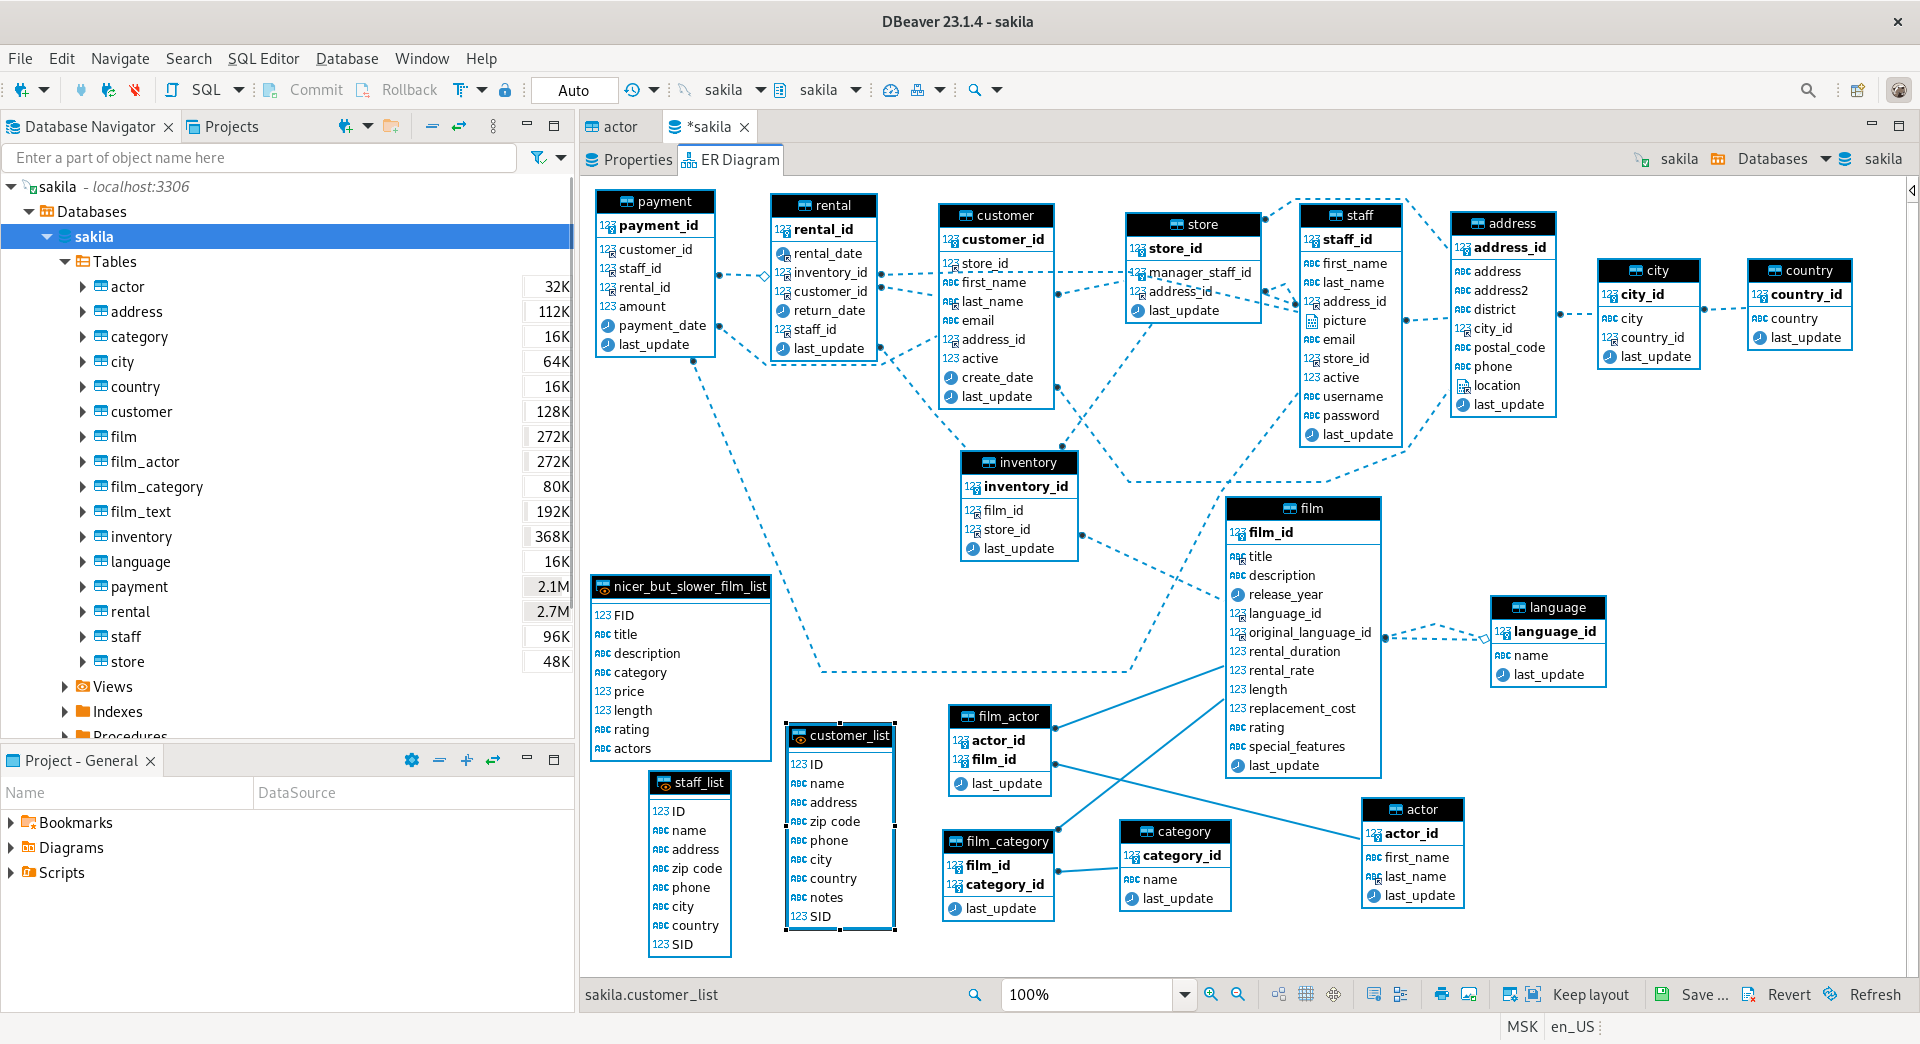 DBeaver 23.1.4 - sakila
File Edit Navigate Search SQL Editor Database Window Help
SQL Commit Rollback Auto sakila sakila
Database Navigator Projects
Enter a part of object name here
sakila - localhost:3306
Databases
sakila
Tables
actor 32K
address 112K
category 16K
city 64K
country 16K
customer 128K
film 272K
film_actor 272K
film_category 80K
film_text 192K
inventory 368K
language 16K
payment 2.1M
rental 2.7M
staff 96K
store 48K
Views
Indexes
Procedures
Project - General
Name DataSource
Bookmarks
Diagrams
Scripts
actor *sakila
Properties ER Diagram sakila Databases sakila
payment
payment_id
customer_id
staff_id
rental_id
amount
payment_date
last_update
rental
rental_id
rental_date
inventory_id
customer_id
return_date
staff_id
last_update
customer
customer_id
store_id
first_name
last_name
email
address_id
active
create_date
last_update
store
store_id
manager_staff_id
address_id
last_update
staff
staff_id
first_name
last_name
address_id
picture
email
store_id
active
username
password
last_update
address
address_id
address
address2
district
city_id
postal_code
phone
location
last_update
city
city_id
city
country_id
last_update
country
country_id
country
last_update
inventory
inventory_id
film_id
store_id
last_update
film
film_id
title
description
release_year
language_id
original_language_id
rental_duration
rental_rate
length
replacement_cost
rating
special_features
last_update
language
language_id
name
last_update
nicer_but_slower_film_list
FID
title
description
category
price
length
rating
actors
staff_list
ID
name
address
zip code
phone
city
country
SID
customer_list
ID
name
address
zip code
phone
city
country
notes
SID
film_actor
actor_id
film_id
last_update
film_category
film_id
category_id
last_update
category
category_id
name
last_update
actor
actor_id
first_name
last_name
last_update
sakila.customer_list 100% Keep layout Save ... Revert Refresh
MSK en_US